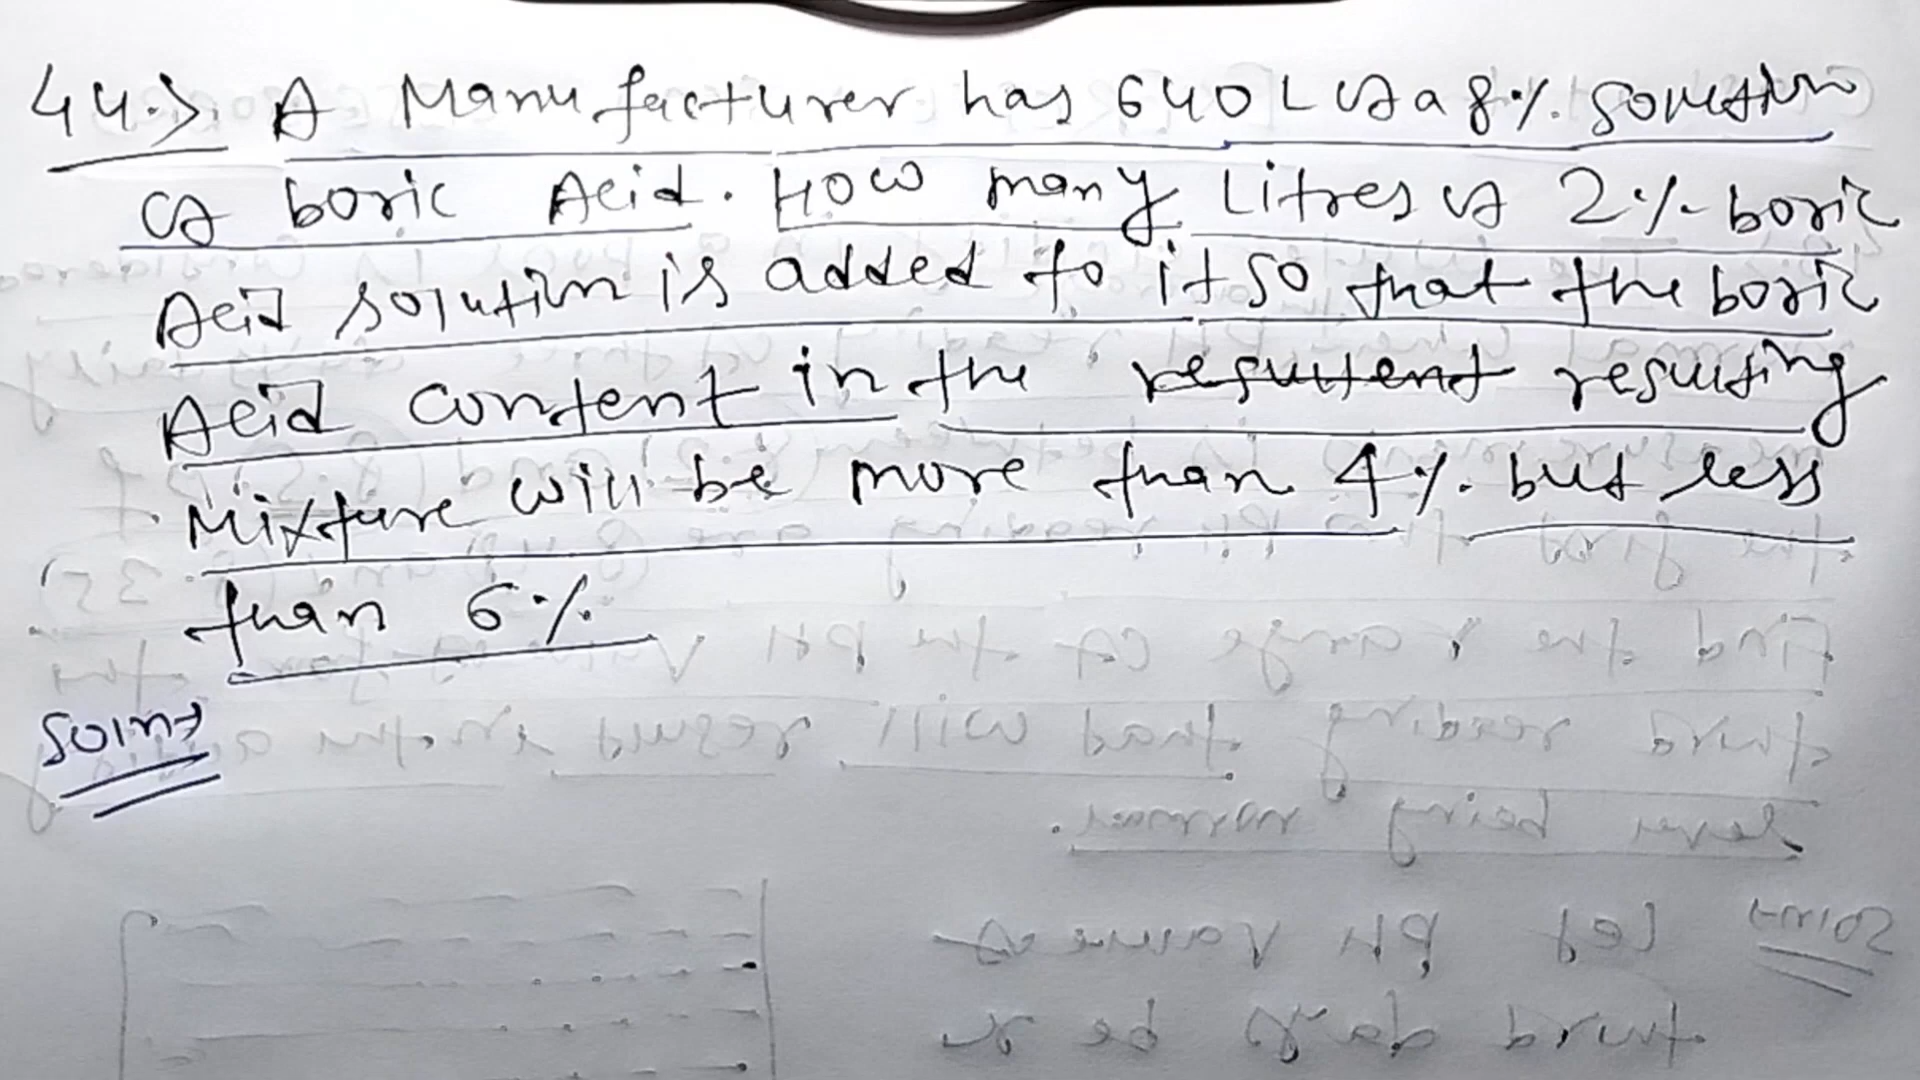 44.> A Manufacturer has 640 L of a 8%. solution
of boric Acid. How many Litres of 2% boric
Acid solution is added to it so that the boric
Acid content in the resultent resulting
Mixture will be more than 4%. but less
than 6%.
Soln→